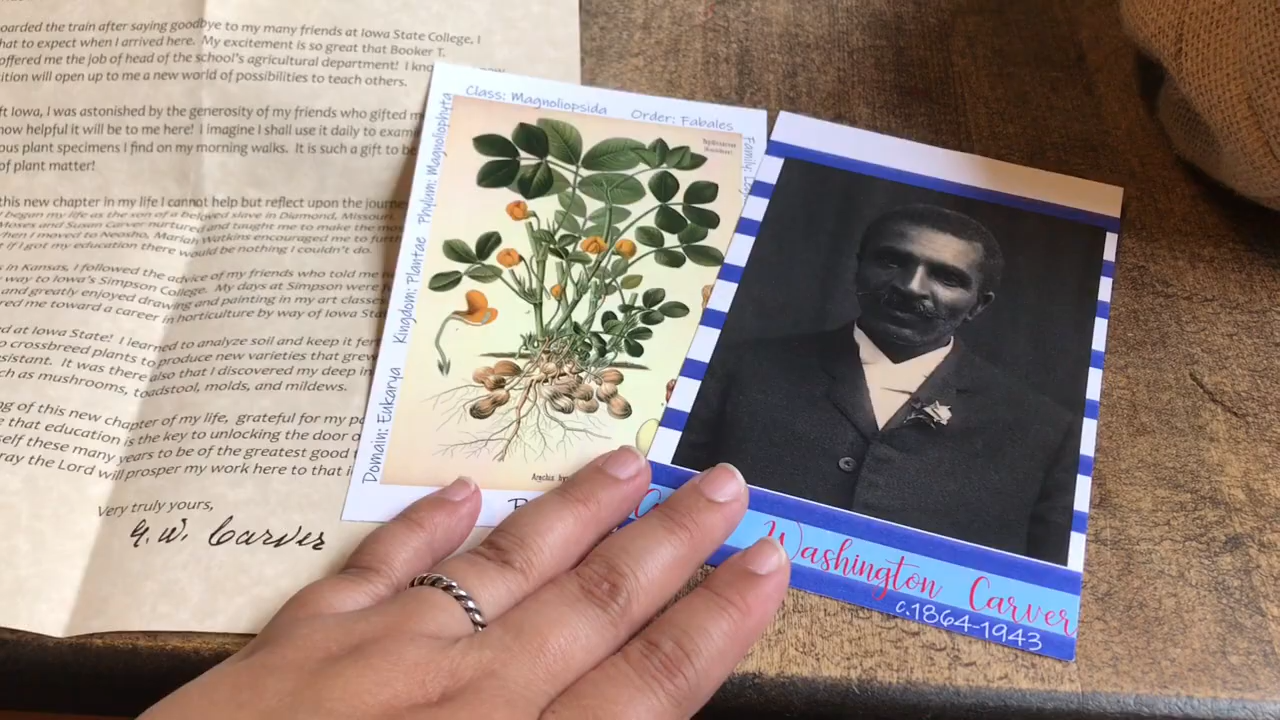 oarded the train after saying goodbye to my many friends at Iowa State College, I
hat to expect when I arrived here. My excitement is so great that Booker T.
offered me the job of head of the school's agricultural department! I
ition will open up to me a new world of possibilities to teach others.
ft Iowa, I was astonished by the generosity of my friends who gifted m
now helpful it will be to me here! I imagine I shall use it daily to exam
ous plant specimens I find on my morning walks. It is such a gift to be
of plant matter!
this new chapter in my life I cannot help but reflect upon the journe
I began my life as the son of a beloved slave in Diamond, Missouri.
Moses and Susan Carver nurtured and taught me to make the mos
When I moved to Neosho, Mariah Watkins encouraged me to furth
t if I got my education there would be nothing I couldn't do.
s in Kansas, I followed the advice of my friends who told me
y way to Iowa's Simpson College. My days at Simpson were f
and greatly enjoyed drawing and painting in my art classes
red me toward a career in horticulture by way of Iowa Stat
d at Iowa State! I learned to analyze soil and keep it fert
o crossbreed plants to produce new varieties that grew
sistant. It was there also that I discovered my deep in
ch as mushrooms, toadstool, molds, and mildews.
ng of this new chapter of my life, grateful for my pa
e that education is the key to unlocking the door o
self these many years to be of the greatest good t
ray the Lord will prosper my work here to that i
Very truly yours,
G. W. Carver
Domain: Eukarya Kingdom: Plantae Phylum: Magnoliophyta
Class: Magnoliopsida Order: Fabales
Family:
Arachis hy
Washington Carver
c.1864-1943